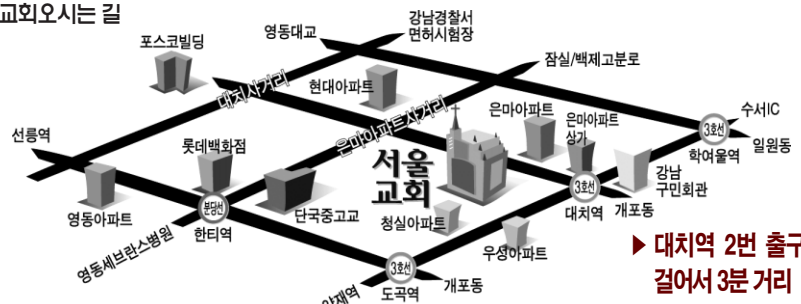 교회오시는 길
영동대교
강남경찰서
면허시험장
포스코빌딩
현대아파트
잠실/백제고분로
대치사거리
은마아파트사거리
은마아파트
은마아파트
상가
수서IC
3호선
학여울역
일원동
선릉역
롯데백화점
서울
교회
강남
구민회관
3호선
대치역
개포동
영동아파트
분당선
한티역
단국중고교
청실아파트
우성아파트
영동세브란스병원
3호선
도곡역
개포동
▶ 대치역 2번 출구
걸어서 3분 거리